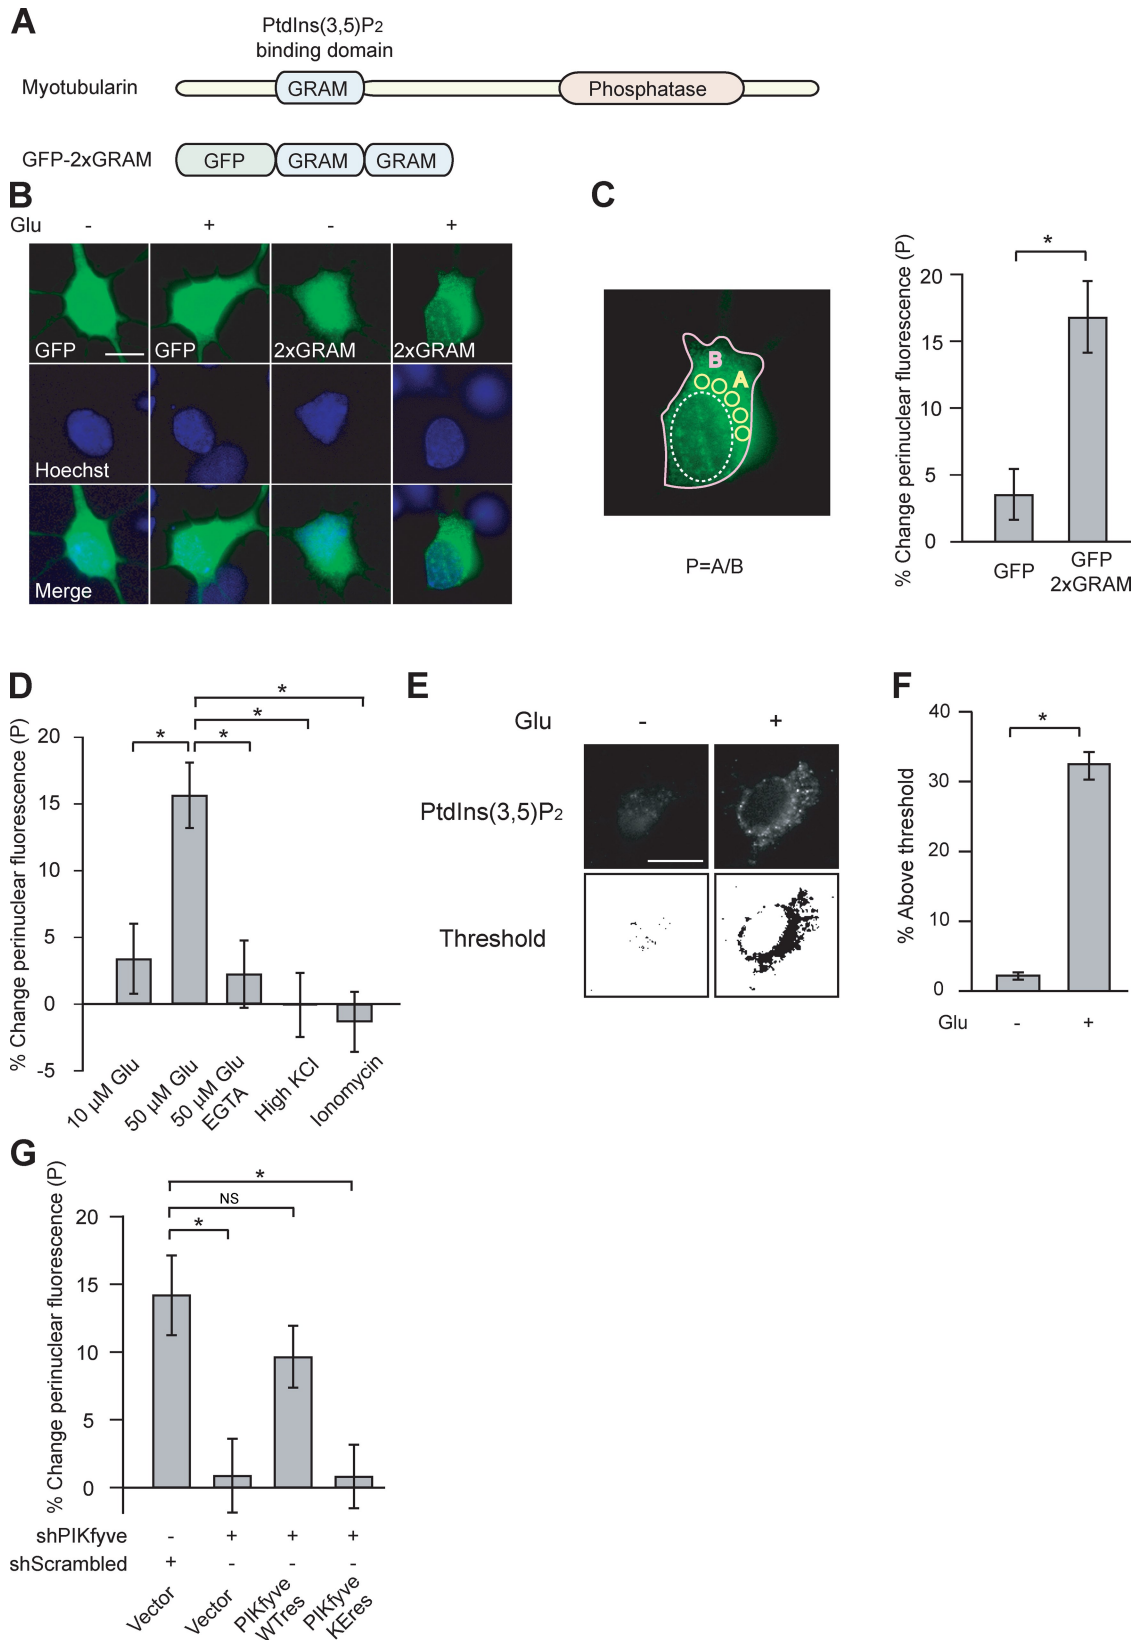 A
PtdIns(3,5)P2
binding domain
Myotubularin
GRAM
Phosphatase
GFP-2xGRAM
GFP
GRAM
GRAM
B
Glu
-
+
-
+
GFP
GFP
2xGRAM
2xGRAM
Hoechst
Merge
C
B
A
P=A/B
% Change perinuclear fluorescence (P)
20
15
10
5
0
*
GFP
GFP
2xGRAM
D
% Change perinuclear fluorescence (P)
20
15
10
5
0
-5
*
*
*
*
10 µM Glu
50 µM Glu
50 µM Glu
EGTA
High KCl
Ionomycin
E
Glu
-
+
PtdIns(3,5)P2
Threshold
F
% Above threshold
40
30
20
10
0
*
Glu
-
+
G
% Change perinuclear fluorescence (P)
20
15
10
5
0
*
NS
*
shPIKfyve
-
+
+
+
shScrambled
+
-
-
-
Vector
Vector
PIKfyve
WTres
PIKfyve
KEres